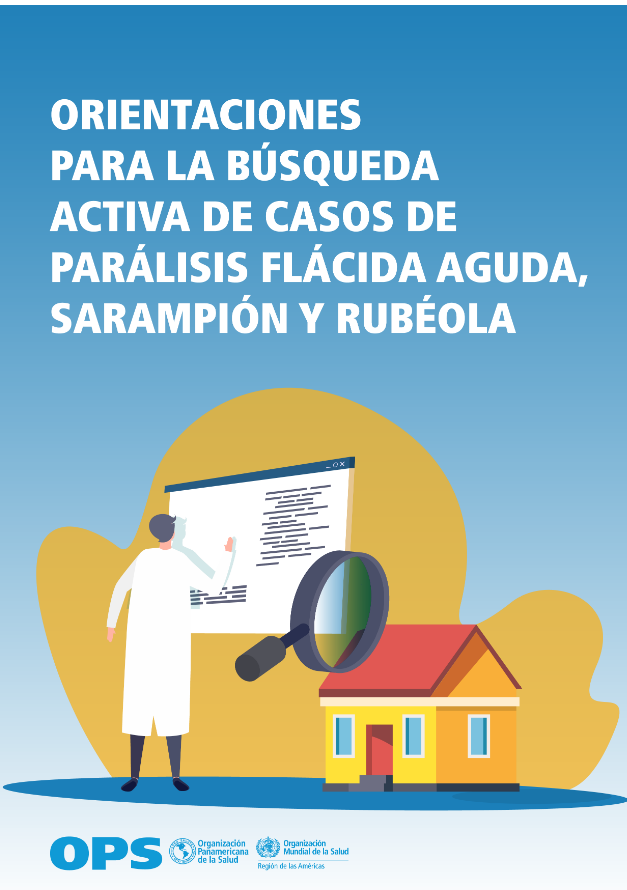 ORIENTACIONES
PARA LA BÚSQUEDA
ACTIVA DE CASOS DE
PARÁLISIS FLÁCIDA AGUDA,
SARAMPIÓN Y RUBÉOLA
OPS
Organización
Panamericana
de la Salud
Organización
Mundial de la Salud
Región de las Américas